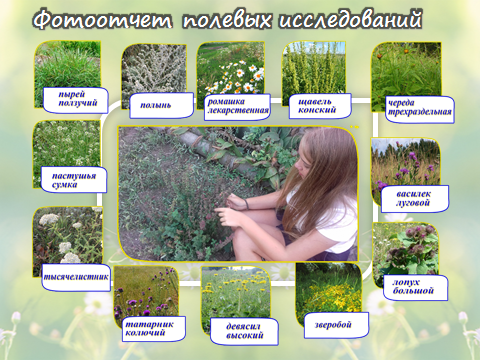 Фотоотчет полевых исследований
пырей
ползучий
полынь
ромашка
лекарственная
щавель
конский
череда
трехраздельная
пастушья
сумка
василек
луговой
тысячелистник
лопух
большой
татарник
колючий
девясил
высокий
зверобой